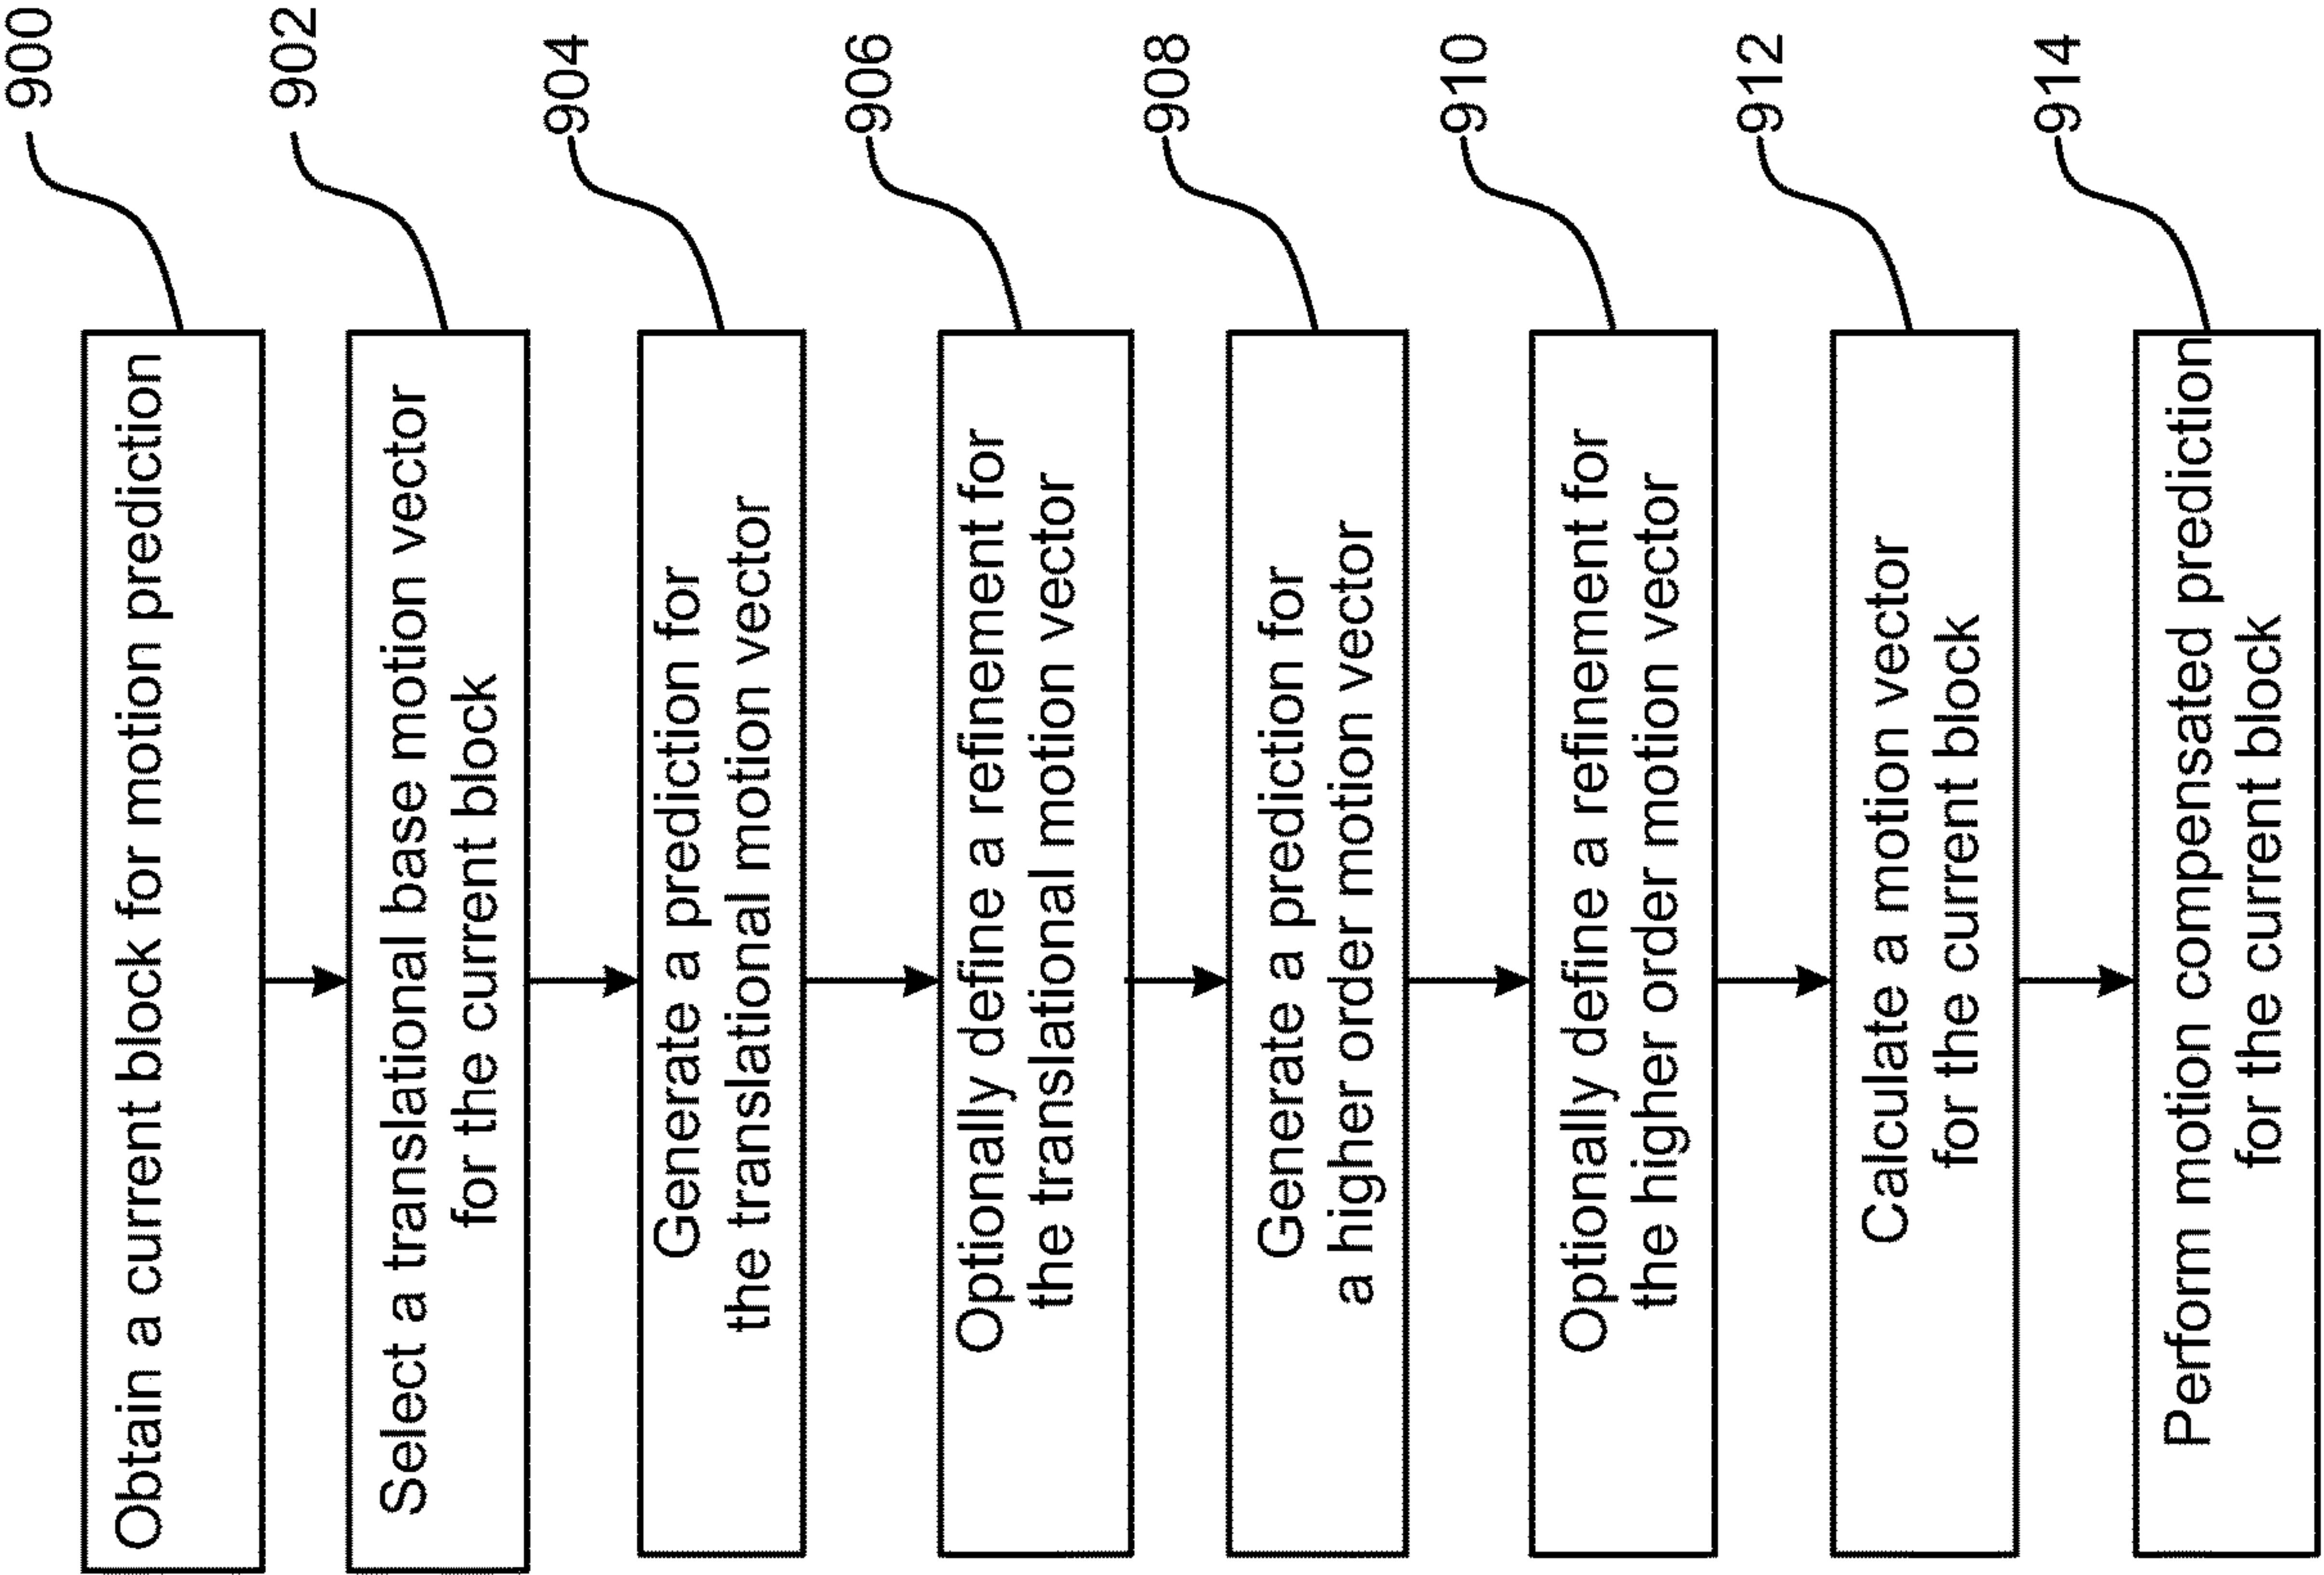 900
Obtain a current block for motion prediction
902
Select a translational base motion vector
for the current block
904
Generate a prediction for
the translational motion vector
906
Optionally define a refinement for
the translational motion vector
908
Generate a prediction for
a higher order motion vector
910
Optionally define a refinement for
the higher order motion vector
912
Calculate a motion vector
for the current block
914
Perform motion compensated prediction
for the current block